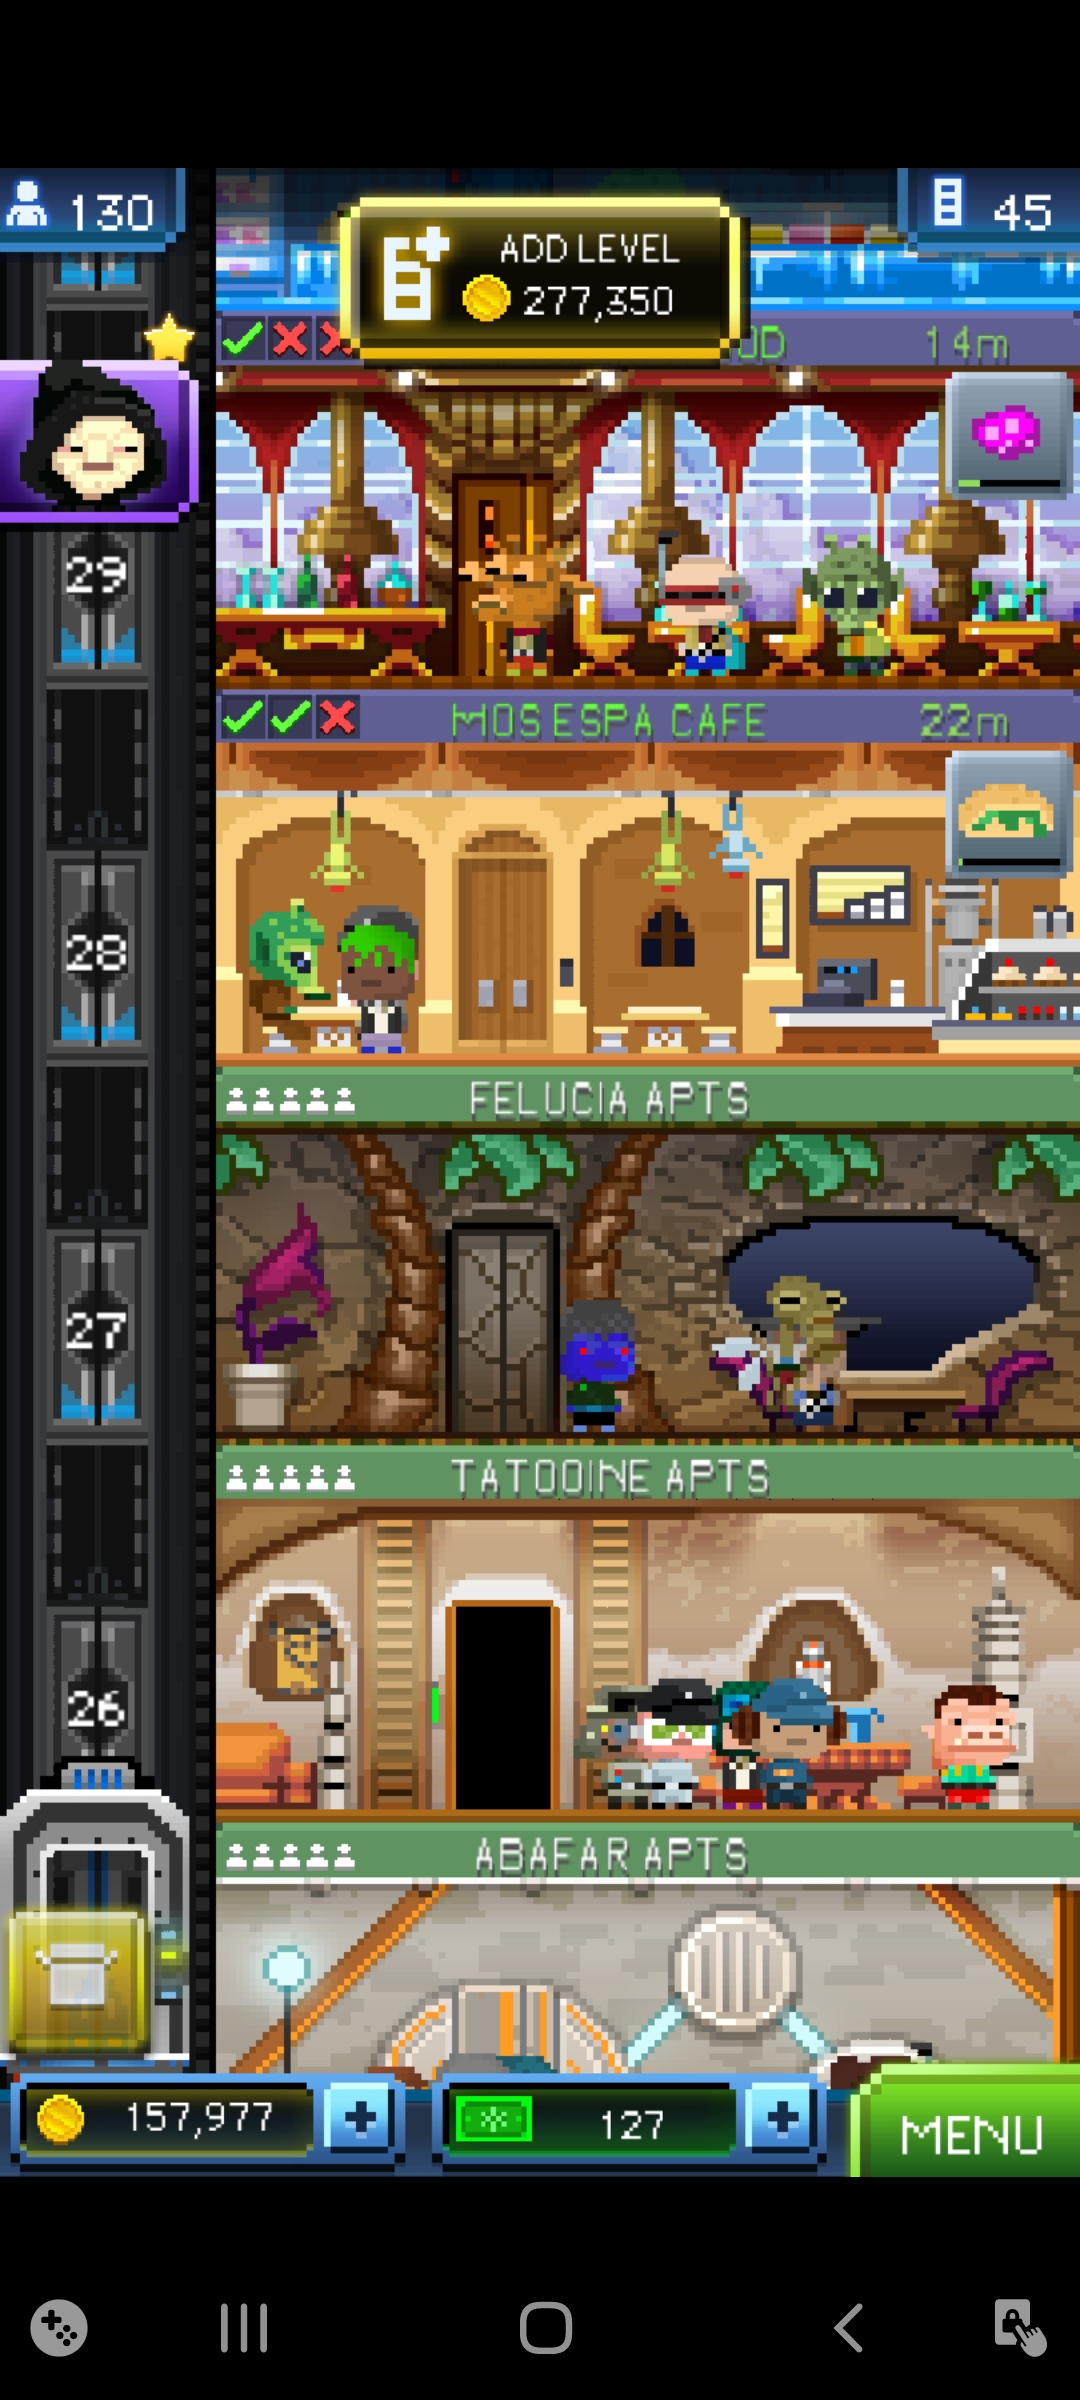 130
ADD LEVEL
277,350
45
14m
29
MOS ESPA CAFE
22m
28
FELUCIA APTS
27
TATOOINE APTS
26
ABAFAR APTS
157,977
127
MENU